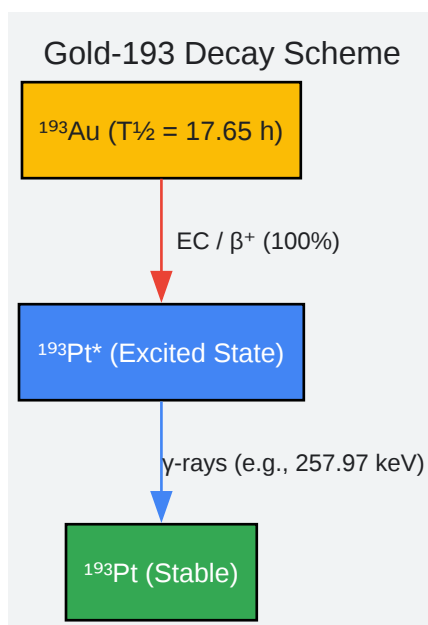 Gold-193 Decay Scheme
¹⁹³Au (T½ = 17.65 h)
EC / β⁺ (100%)
¹⁹³Pt* (Excited State)
γ-rays (e.g., 257.97 keV)
¹⁹³Pt (Stable)